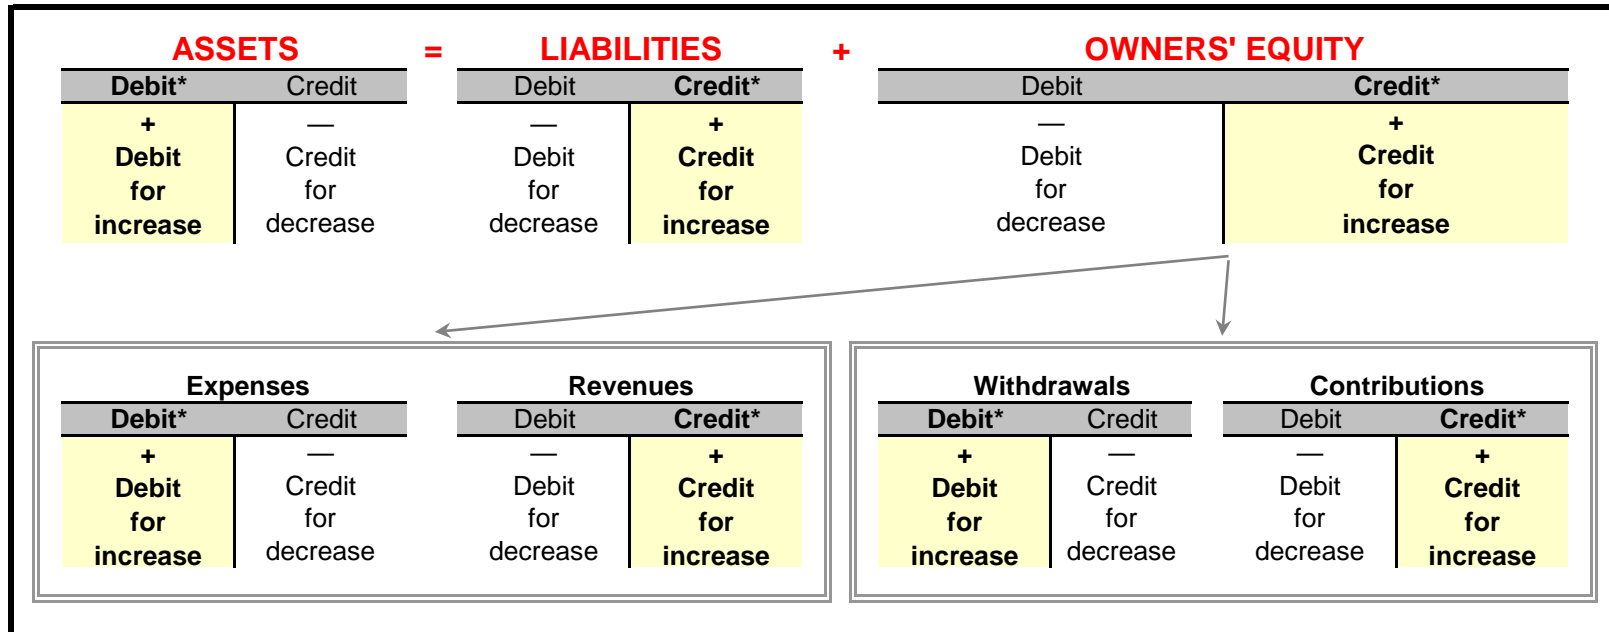 ASSETS = LIABILITIES + OWNERS' EQUITY
Debit* Credit Debit Credit* Debit Credit*
+ — — + — +
Debit Credit Debit Credit Debit Credit
for for for for for for
increase decrease decrease increase decrease increase
Expenses Revenues Withdrawals Contributions
Debit* Credit Debit Credit* Debit* Credit Debit Credit*
+ — — + + — — +
Debit Credit Debit Credit Debit Credit Debit Credit
for for for for for for for for
increase decrease decrease increase increase decrease decrease increase